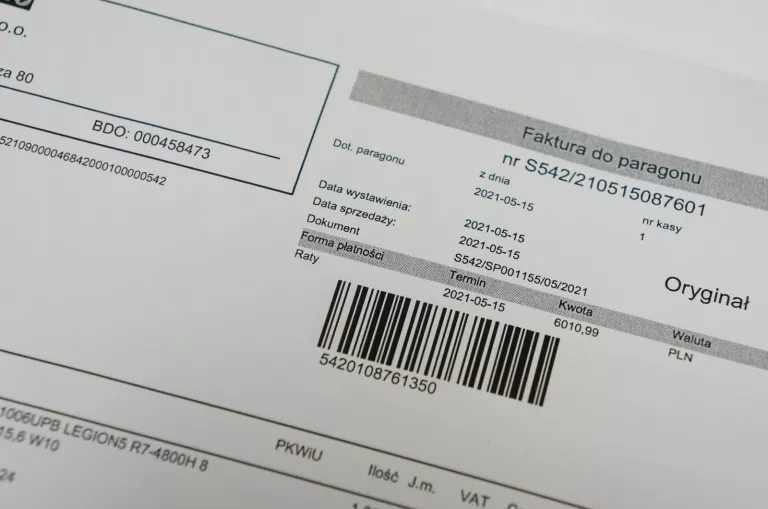 o.o.
za 80
BDO: 000458473
5210900004684200010000542
Faktura do paragonu
nr S542/210515087601
Dot. paragonu
z dnia
2021-05-15
nr kasy
1
Data wystawienia: 2021-05-15
Data sprzedaży: 2021-05-15
Dokument S542/SP001155/05/2021
Oryginał
Forma płatności Termin Kwota Waluta
Raty 2021-05-15 6010,99 PLN
5420108761350
1006UPB LEGION5 R7-4800H 8
15,6 W10
24
PKWiU Ilość J.m. VAT